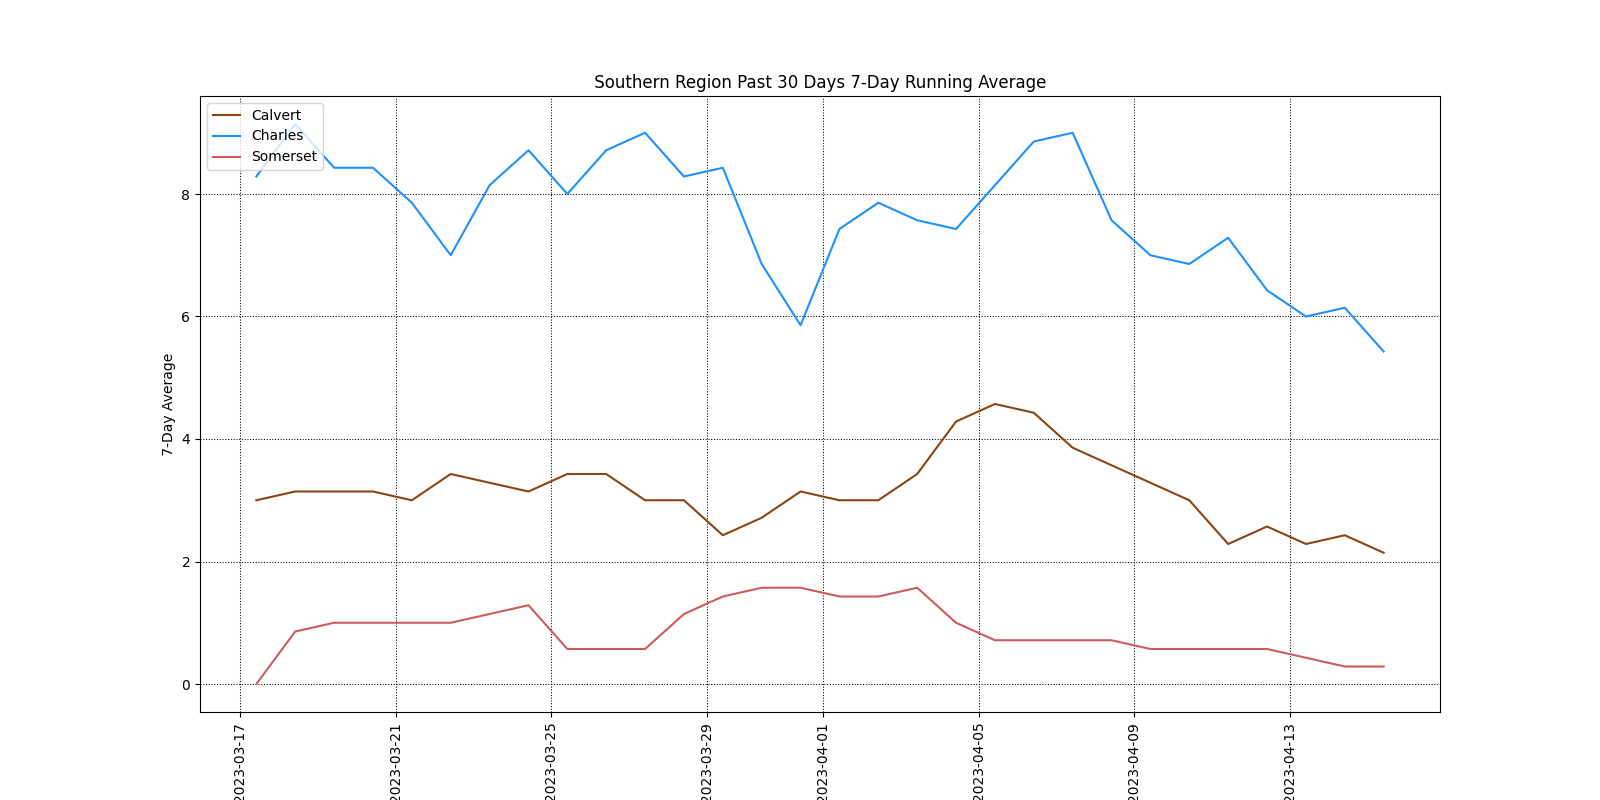 Southern Region Past 30 Days 7-Day Running Average
Calvert
Charles
Somerset
7-Day Average
8
6
4
2
0
2023-03-17
2023-03-21
2023-03-25
2023-03-29
2023-04-01
2023-04-05
2023-04-09
2023-04-13